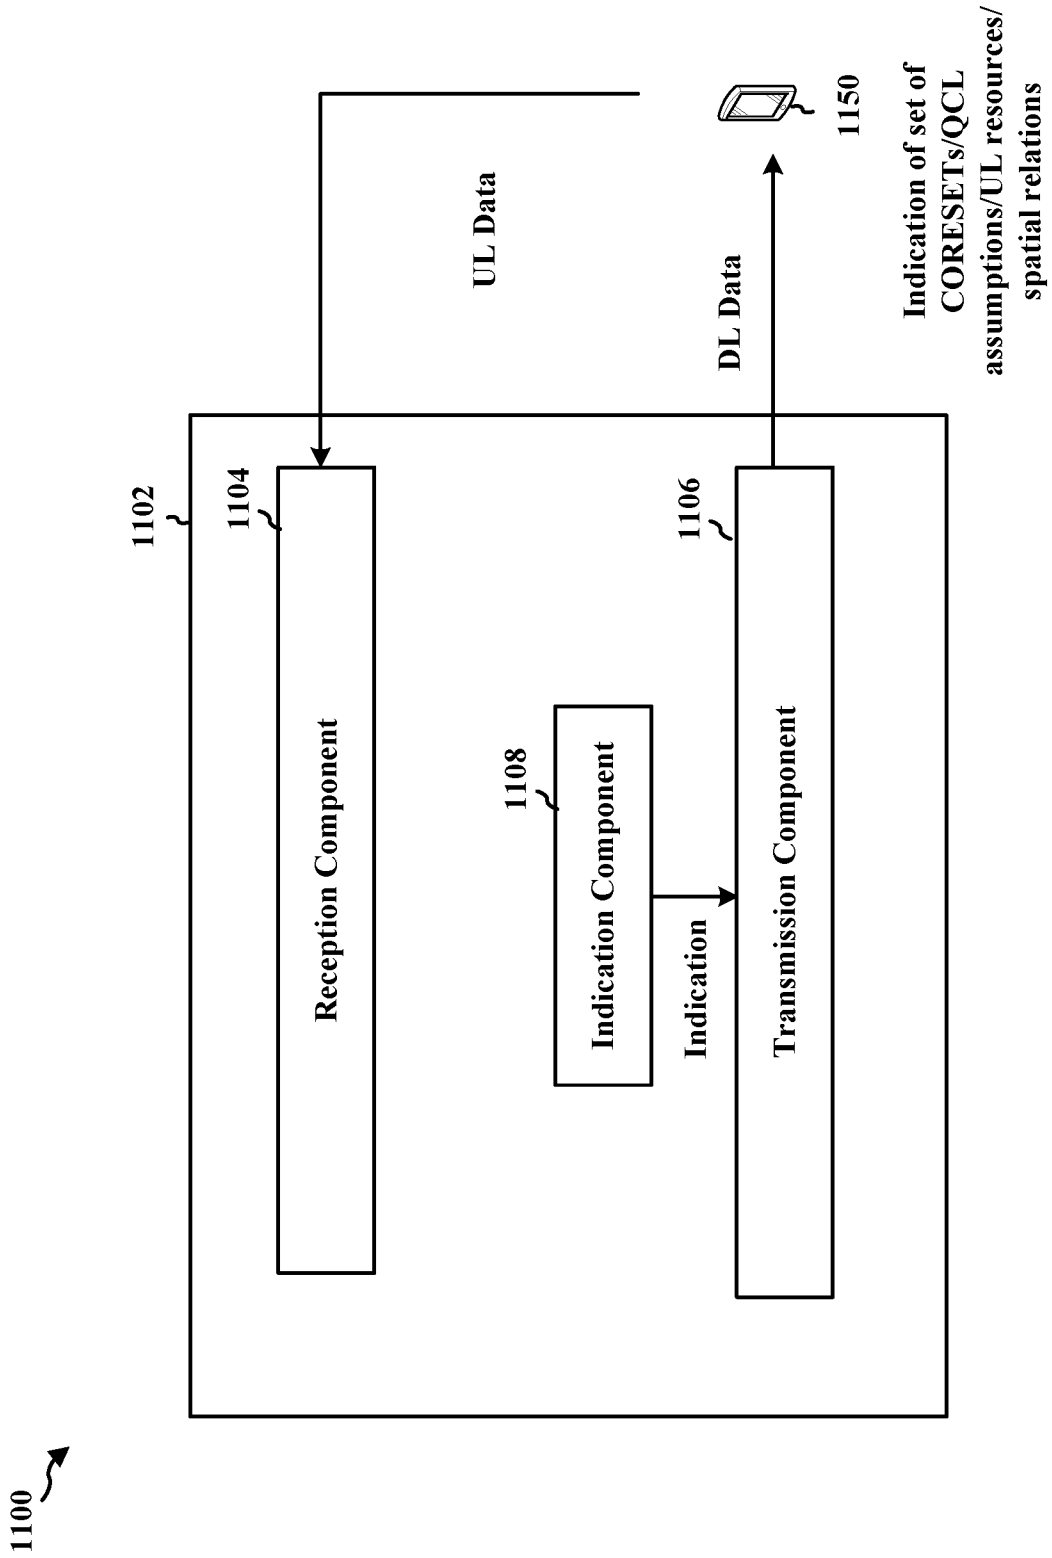 1100
1102
1104
Reception Component
UL Data
1108
Indication Component
Indication
1106
Transmission Component
DL Data
1150
Indication of set of
CORESETs/QCL
assumptions/UL resources/
spatial relations